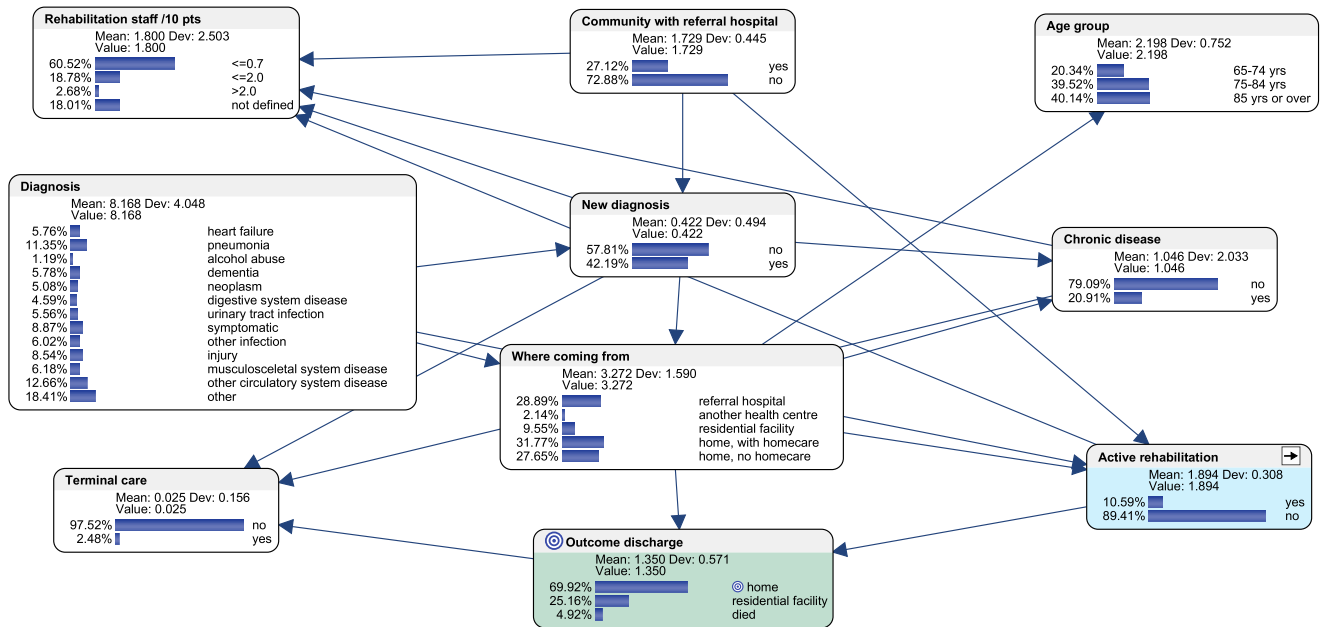 Rehabilitation staff /10 pts
Mean: 1.800 Dev: 2.503
Value: 1.800
60.52% <=0.7
18.78% <=2.0
2.68% >2.0
18.01% not defined
Community with referral hospital
Mean: 1.729 Dev: 0.445
Value: 1.729
27.12% yes
72.88% no
Age group
Mean: 2.198 Dev: 0.752
Value: 2.198
20.34% 65-74 yrs
39.52% 75-84 yrs
40.14% 85 yrs or over
Diagnosis
Mean: 8.168 Dev: 4.048
Value: 8.168
5.76% heart failure
11.35% pneumonia
1.19% alcohol abuse
5.78% dementia
5.08% neoplasm
4.59% digestive system disease
5.56% urinary tract infection
8.87% symptomatic
6.02% other infection
8.54% injury
6.18% musculosceletal system disease
12.66% other circulatory system disease
18.41% other
New diagnosis
Mean: 0.422 Dev: 0.494
Value: 0.422
57.81% no
42.19% yes
Chronic disease
Mean: 1.046 Dev: 2.033
Value: 1.046
79.09% no
20.91% yes
Where coming from
Mean: 3.272 Dev: 1.590
Value: 3.272
28.89% referral hospital
2.14% another health centre
9.55% residential facility
31.77% home, with homecare
27.65% home, no homecare
Terminal care
Mean: 0.025 Dev: 0.156
Value: 0.025
97.52% no
2.48% yes
Active rehabilitation
Mean: 1.894 Dev: 0.308
Value: 1.894
10.59% yes
89.41% no
Outcome discharge
Mean: 1.350 Dev: 0.571
Value: 1.350
69.92% home
25.16% residential facility
4.92% died